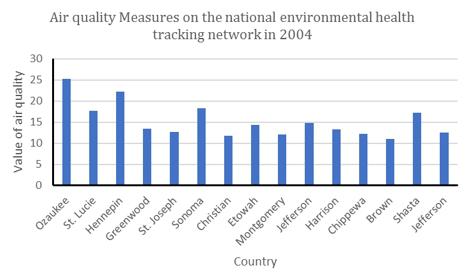 Air quality Measures on the national environmental health
tracking network in 2004
Value of air quality
30
25
20
15
10
5
0
Ozaukee
St. Lucie
Hennepin
Greenwood
St. Joseph
Sonoma
Christian
Etowah
Montgomery
Jefferson
Harrison
Chippewa
Brown
Shasta
Jefferson
Country